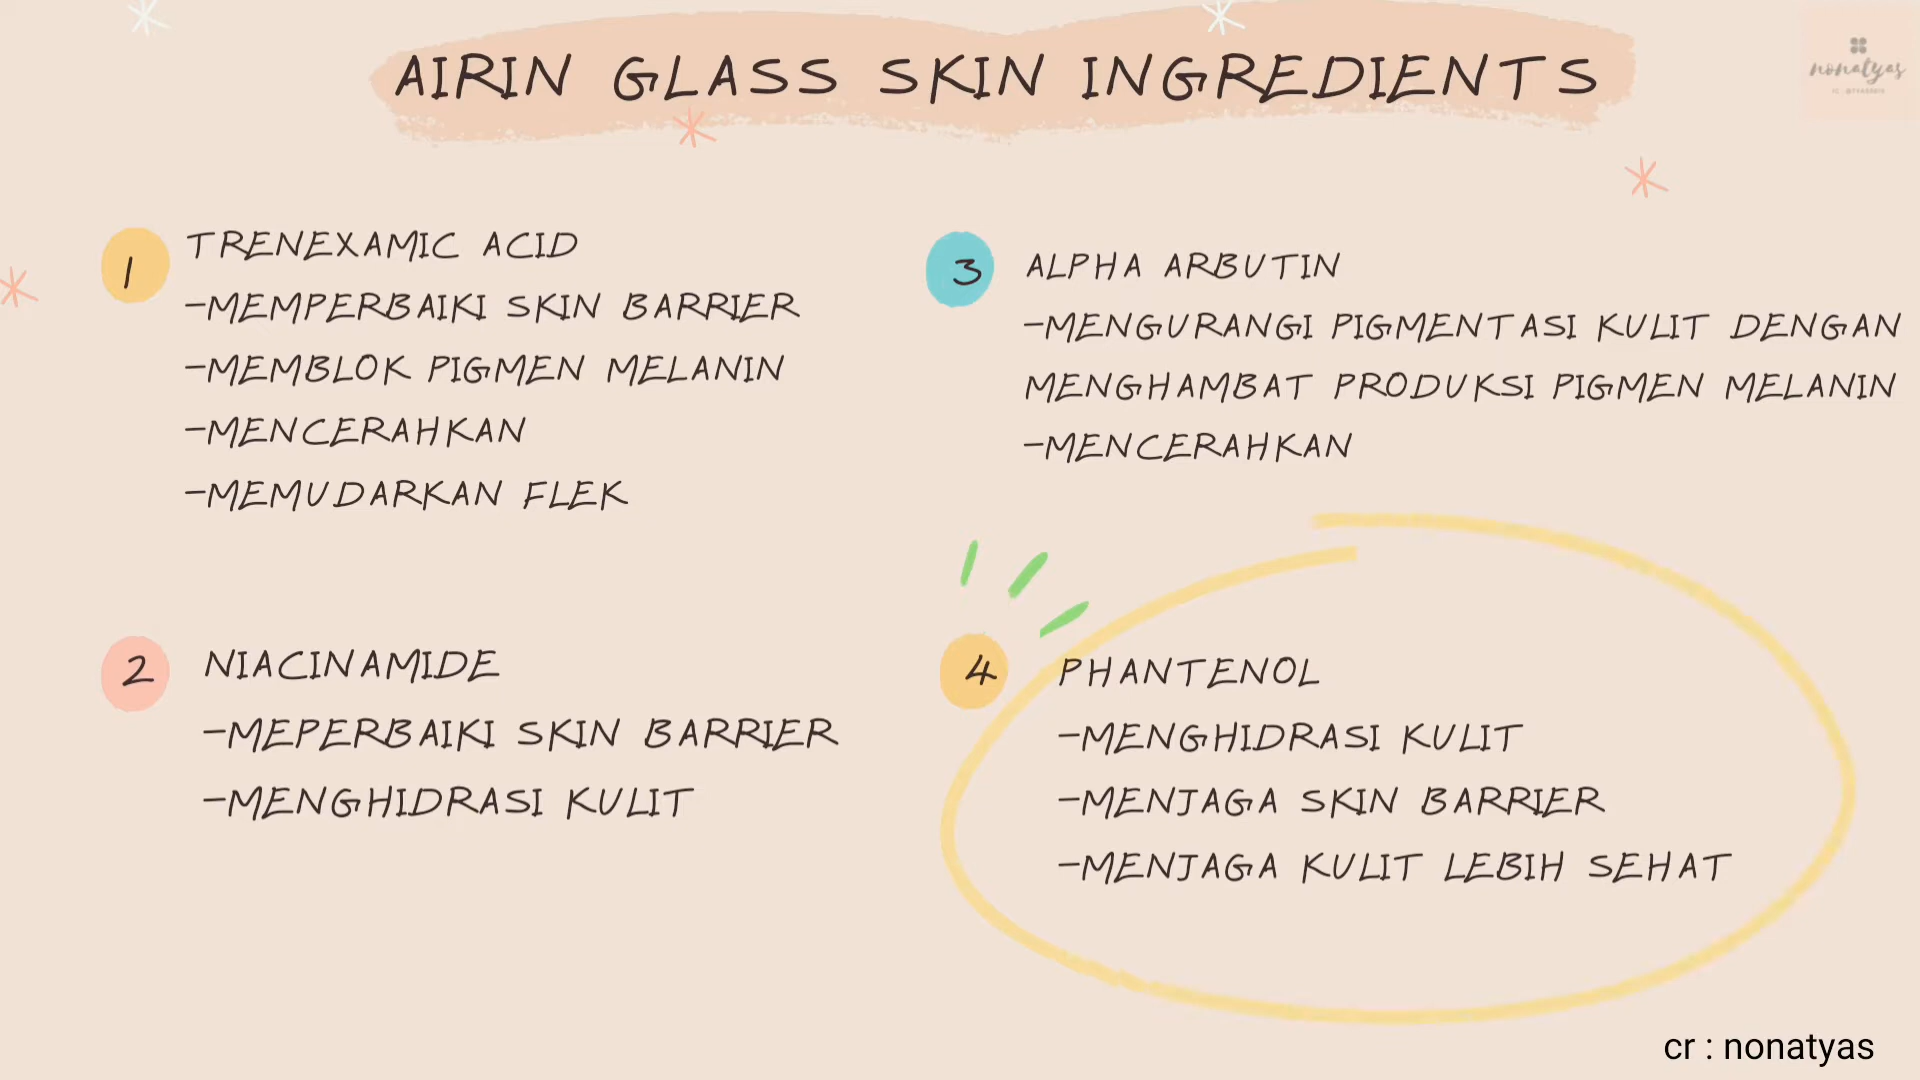 AIRIN GLASS SKIN INGREDIENTS
nonatyas
1
TRENEXAMIC ACID
-MEMPERBAIKI SKIN BARRIER
-MEMBLOK PIGMEN MELANIN
-MENCERAHKAN
-MEMUDARKAN FLEK
2
NIACINAMIDE
-MEPERBAIKI SKIN BARRIER
-MENGHIDRASI KULIT
3
ALPHA ARBUTIN
-MENGURANGI PIGMENTASI KULIT DENGAN
MENGHAMBAT PRODUKSI PIGMEN MELANIN
-MENCERAHKAN
4
PHANTENOL
-MENGHIDRASI KULIT
-MENJAGA SKIN BARRIER
-MENJAGA KULIT LEBIH SEHAT
cr : nonatyas